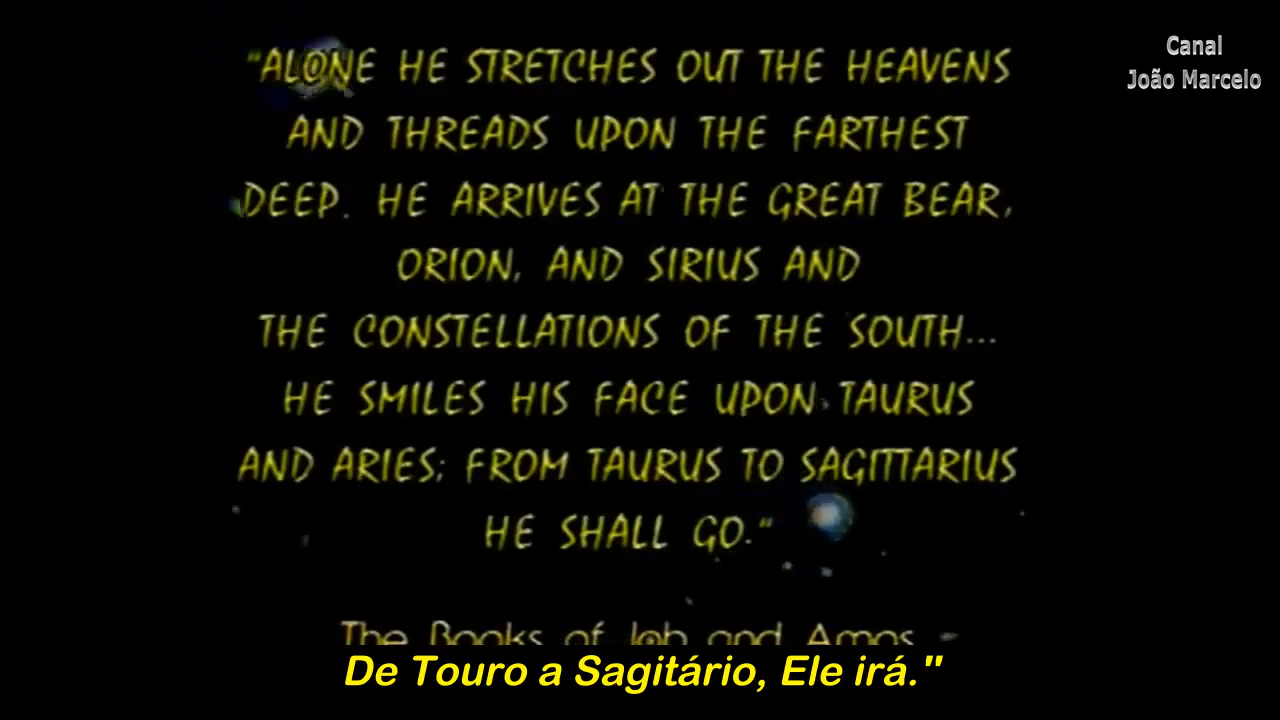 "ALONE HE STRETCHES OUT THE HEAVENS
AND THREADS UPON THE FARTHEST
DEEP. HE ARRIVES AT THE GREAT BEAR,
ORION, AND SIRIUS AND
THE CONSTELLATIONS OF THE SOUTH...
HE SMILES HIS FACE UPON TAURUS
AND ARIES; FROM TAURUS TO SAGITTARIUS
HE SHALL GO."
The Books of Job and Amos -
De Touro a Sagitário, Ele irá."
Canal
João Marcelo